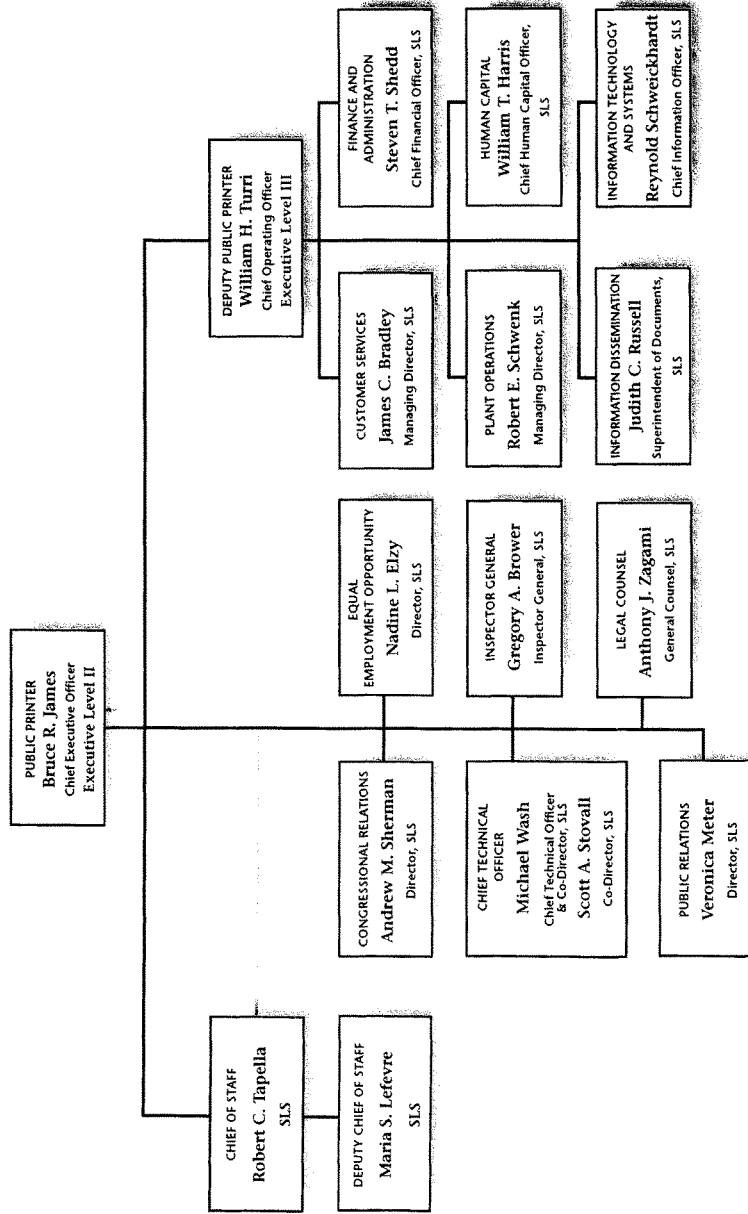 PUBLIC PRINTER
Bruce R. James
Chief Executive Officer
Executive Level II
CHIEF OF STAFF
Robert C. Tapella
SLS
DEPUTY CHIEF OF STAFF
Maria S. Lefevre
SLS
DEPUTY PUBLIC PRINTER
William H. Turri
Chief Operating Officer
Executive Level III
CONGRESSIONAL RELATIONS
Andrew M. Sherman
Director, SLS
EQUAL
EMPLOYMENT OPPORTUNITY
Nadine L. Elzy
Director, SLS
CHIEF TECHNICAL
OFFICER
Michael Wash
Chief Technical Officer
& Co-Director, SLS
Scott A. Stovall
Co-Director, SLS
INSPECTOR GENERAL
Gregory A. Brower
Inspector General, SLS
PUBLIC RELATIONS
Veronica Meter
Director, SLS
LEGAL COUNSEL
Anthony J. Zagami
General Counsel, SLS
CUSTOMER SERVICES
James C. Bradley
Managing Director, SLS
FINANCE AND
ADMINISTRATION
Steven T. Shedd
Chief Financial Officer, SLS
PLANT OPERATIONS
Robert E. Schwenk
Managing Director, SLS
HUMAN CAPITAL
William T. Harris
Chief Human Capital Officer,
SLS
INFORMATION DISSEMINATION
Judith C. Russell
Superintendent of Documents,
SLS
INFORMATION TECHNOLOGY
AND SYSTEMS
Reynold Schweickhardt
Chief Information Officer, SLS